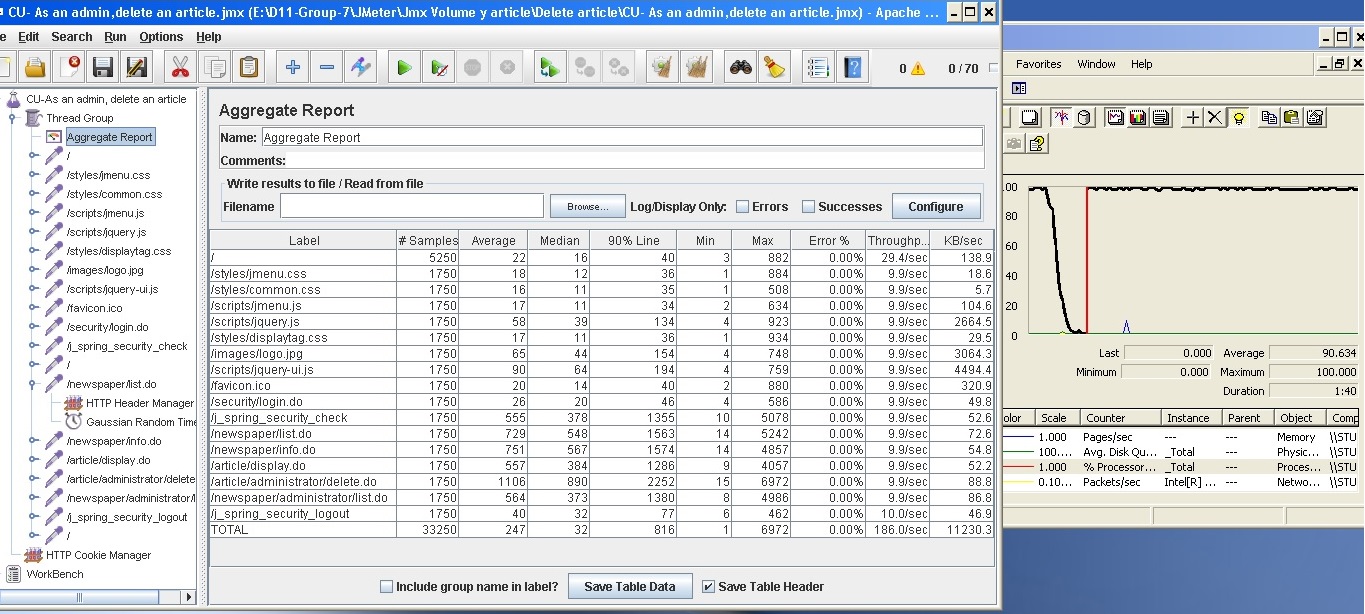 CU- As an admin,delete an article.jmx (E:\D11-Group-7\JMeter\Jmx Volume y article\Delete article\CU- As an admin,delete an article.jmx) - Apache ...
e Edit Search Run Options Help
0 0 / 70
CU-As an admin, delete an article
Thread Group
Aggregate Report
/
/styles/jmenu.css
/styles/common.css
/scripts/jmenu.js
/scripts/jquery.js
/styles/displaytag.css
/images/logo.jpg
/scripts/jquery-ui.js
/favicon.ico
/security/login.do
/j_spring_security_check
/
/newspaper/list.do
HTTP Header Manager
Gaussian Random Time
/newspaper/info.do
/article/display.do
/article/administrator/delete
/newspaper/administrator/l
/j_spring_security_logout
/
HTTP Cookie Manager
WorkBench
Aggregate Report
Name: Aggregate Report
Comments:
Write results to file / Read from file
Filename Browse... Log/Display Only: Errors Successes Configure
Label # Samples Average Median 90% Line Min Max Error % Throughp... KB/sec
/ 5250 22 16 40 3 882 0.00% 29.4/sec 138.9
/styles/jmenu.css 1750 18 12 36 1 884 0.00% 9.9/sec 18.6
/styles/common.css 1750 16 11 35 1 508 0.00% 9.9/sec 5.7
/scripts/jmenu.js 1750 17 11 34 2 634 0.00% 9.9/sec 104.6
/scripts/jquery.js 1750 58 39 134 4 923 0.00% 9.9/sec 2664.5
/styles/displaytag.css 1750 17 11 36 1 934 0.00% 9.9/sec 29.5
/images/logo.jpg 1750 65 44 154 4 748 0.00% 9.9/sec 3064.3
/scripts/jquery-ui.js 1750 90 64 194 4 759 0.00% 9.9/sec 4494.4
/favicon.ico 1750 20 14 40 2 880 0.00% 9.9/sec 320.9
/security/login.do 1750 26 20 46 4 586 0.00% 9.9/sec 49.8
/j_spring_security_check 1750 555 378 1355 10 5078 0.00% 9.9/sec 52.6
/newspaper/list.do 1750 729 548 1563 14 5242 0.00% 9.9/sec 72.6
/newspaper/info.do 1750 751 567 1574 14 4857 0.00% 9.9/sec 54.8
/article/display.do 1750 557 384 1286 9 4057 0.00% 9.9/sec 52.2
/article/administrator/delete.do 1750 1106 890 2252 15 6972 0.00% 9.9/sec 88.8
/newspaper/administrator/list.do 1750 564 373 1380 8 4986 0.00% 9.9/sec 86.8
/j_spring_security_logout 1750 40 32 77 6 462 0.00% 10.0/sec 46.9
TOTAL 33250 247 32 816 1 6972 0.00% 186.0/sec 11230.3
Include group name in label? Save Table Data Save Table Header
Favorites Window Help
00
80
60
40
20
0
Last 0.000 Average 90.634
Minimum 0.000 Maximum 100.000
Duration 1:40
olor Scale Counter Instance Parent Object Comp
1.000 Pages/sec --- --- Memory \\STU
100.... Avg. Disk Qu... _Total --- Physic... \\STU
1.000 % Processor... _Total --- Proces... \\STU
0.10... Packets/sec Intel[R] ... --- Netwo... \\STU